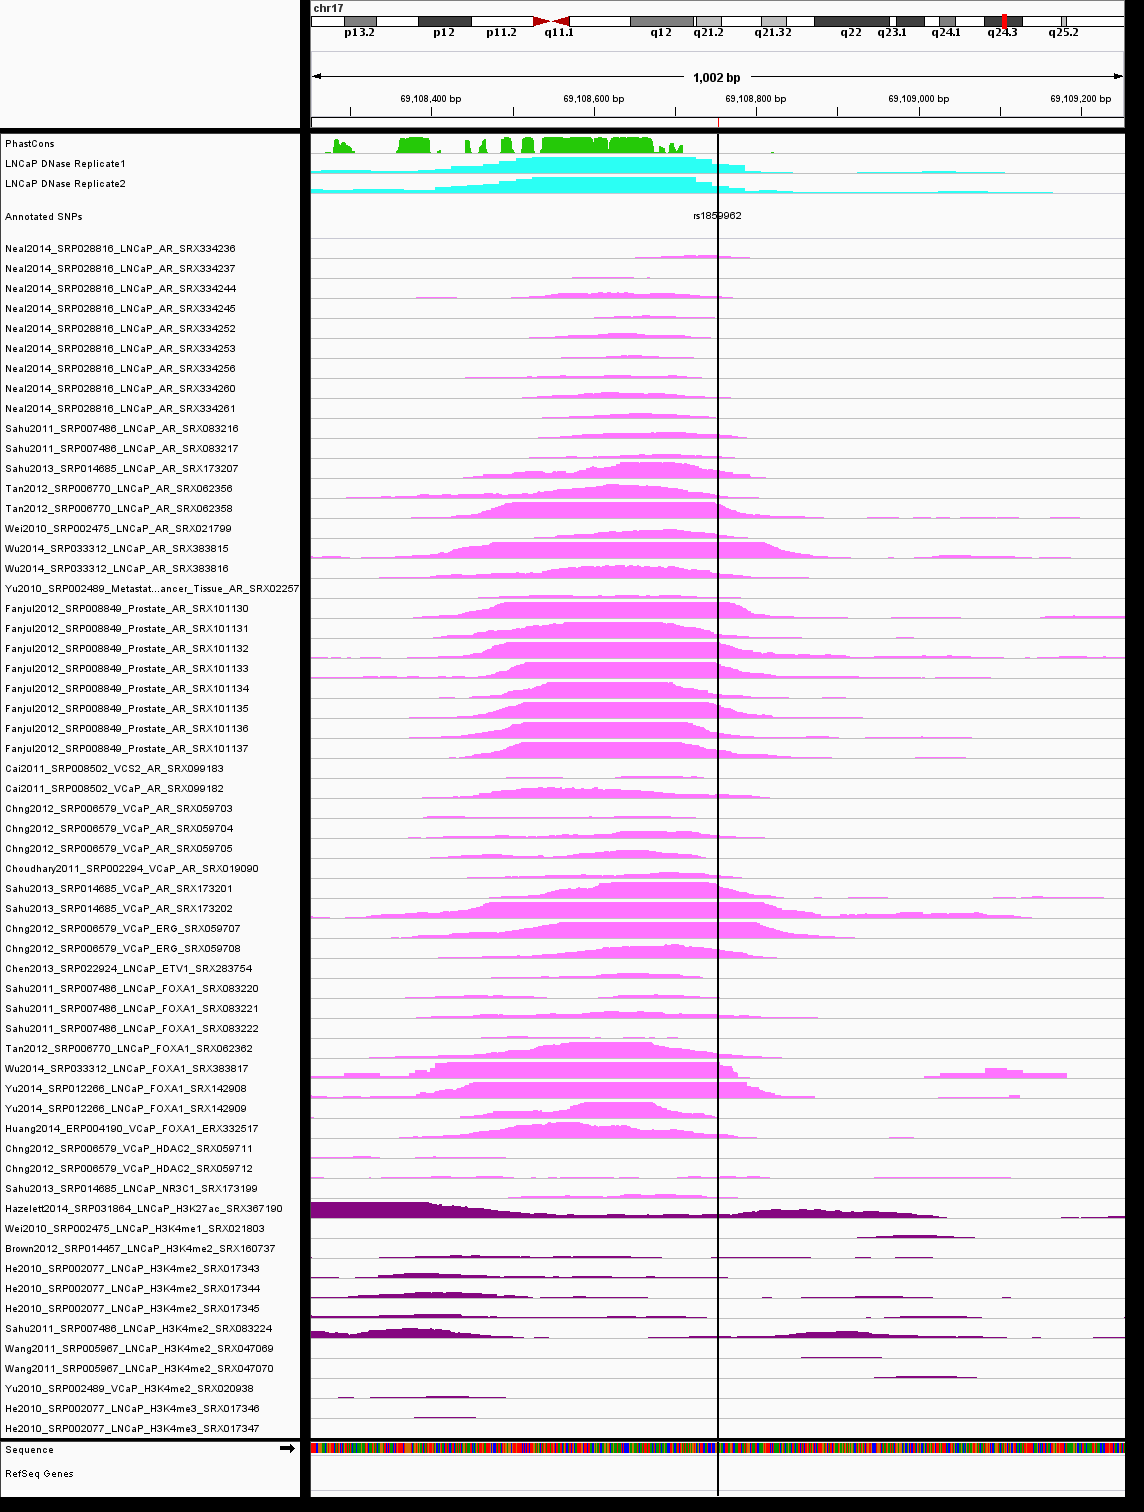 chr17
p13.2 p12 p11.2 q11.1 q12 q21.2 q21.32 q22 q23.1 q24.1 q24.3 q25.2
1,002 bp
69,108,400 bp 69,108,600 bp 69,108,800 bp 69,109,000 bp 69,109,200 bp
PhastCons
LNCaP DNase Replicate1
LNCaP DNase Replicate2
Annotated SNPs rs1859962
Neal2014_SRP028816_LNCaP_AR_SRX334236
Neal2014_SRP028816_LNCaP_AR_SRX334237
Neal2014_SRP028816_LNCaP_AR_SRX334244
Neal2014_SRP028816_LNCaP_AR_SRX334245
Neal2014_SRP028816_LNCaP_AR_SRX334252
Neal2014_SRP028816_LNCaP_AR_SRX334253
Neal2014_SRP028816_LNCaP_AR_SRX334256
Neal2014_SRP028816_LNCaP_AR_SRX334260
Neal2014_SRP028816_LNCaP_AR_SRX334261
Sahu2011_SRP007486_LNCaP_AR_SRX083216
Sahu2011_SRP007486_LNCaP_AR_SRX083217
Sahu2013_SRP014685_LNCaP_AR_SRX173207
Tan2012_SRP006770_LNCaP_AR_SRX062356
Tan2012_SRP006770_LNCaP_AR_SRX062358
Wei2010_SRP002475_LNCaP_AR_SRX021799
Wu2014_SRP033312_LNCaP_AR_SRX383815
Wu2014_SRP033312_LNCaP_AR_SRX383816
Yu2010_SRP002489_Metastat...ancer_Tissue_AR_SRX02257
Fanjul2012_SRP008849_Prostate_AR_SRX101130
Fanjul2012_SRP008849_Prostate_AR_SRX101131
Fanjul2012_SRP008849_Prostate_AR_SRX101132
Fanjul2012_SRP008849_Prostate_AR_SRX101133
Fanjul2012_SRP008849_Prostate_AR_SRX101134
Fanjul2012_SRP008849_Prostate_AR_SRX101135
Fanjul2012_SRP008849_Prostate_AR_SRX101136
Fanjul2012_SRP008849_Prostate_AR_SRX101137
Cai2011_SRP008502_VCS2_AR_SRX099183
Cai2011_SRP008502_VCaP_AR_SRX099182
Chng2012_SRP006579_VCaP_AR_SRX059703
Chng2012_SRP006579_VCaP_AR_SRX059704
Chng2012_SRP006579_VCaP_AR_SRX059705
Choudhary2011_SRP002294_VCaP_AR_SRX019090
Sahu2013_SRP014685_VCaP_AR_SRX173201
Sahu2013_SRP014685_VCaP_AR_SRX173202
Chng2012_SRP006579_VCaP_ERG_SRX059707
Chng2012_SRP006579_VCaP_ERG_SRX059708
Chen2013_SRP022924_LNCaP_ETV1_SRX283754
Sahu2011_SRP007486_LNCaP_FOXA1_SRX083220
Sahu2011_SRP007486_LNCaP_FOXA1_SRX083221
Sahu2011_SRP007486_LNCaP_FOXA1_SRX083222
Tan2012_SRP006770_LNCaP_FOXA1_SRX062362
Wu2014_SRP033312_LNCaP_FOXA1_SRX383817
Yu2014_SRP012266_LNCaP_FOXA1_SRX142908
Yu2014_SRP012266_LNCaP_FOXA1_SRX142909
Huang2014_ERP004190_VCaP_FOXA1_ERX332517
Chng2012_SRP006579_VCaP_HDAC2_SRX059711
Chng2012_SRP006579_VCaP_HDAC2_SRX059712
Sahu2013_SRP014685_LNCaP_NR3C1_SRX173199
Hazelett2014_SRP031864_LNCaP_H3K27ac_SRX367190
Wei2010_SRP002475_LNCaP_H3K4me1_SRX021803
Brown2012_SRP014457_LNCaP_H3K4me2_SRX160737
He2010_SRP002077_LNCaP_H3K4me2_SRX017343
He2010_SRP002077_LNCaP_H3K4me2_SRX017344
He2010_SRP002077_LNCaP_H3K4me2_SRX017345
Sahu2011_SRP007486_LNCaP_H3K4me2_SRX083224
Wang2011_SRP005967_LNCaP_H3K4me2_SRX047069
Wang2011_SRP005967_LNCaP_H3K4me2_SRX047070
Yu2010_SRP002489_VCaP_H3K4me2_SRX020938
He2010_SRP002077_LNCaP_H3K4me3_SRX017346
He2010_SRP002077_LNCaP_H3K4me3_SRX017347
Sequence
RefSeq Genes